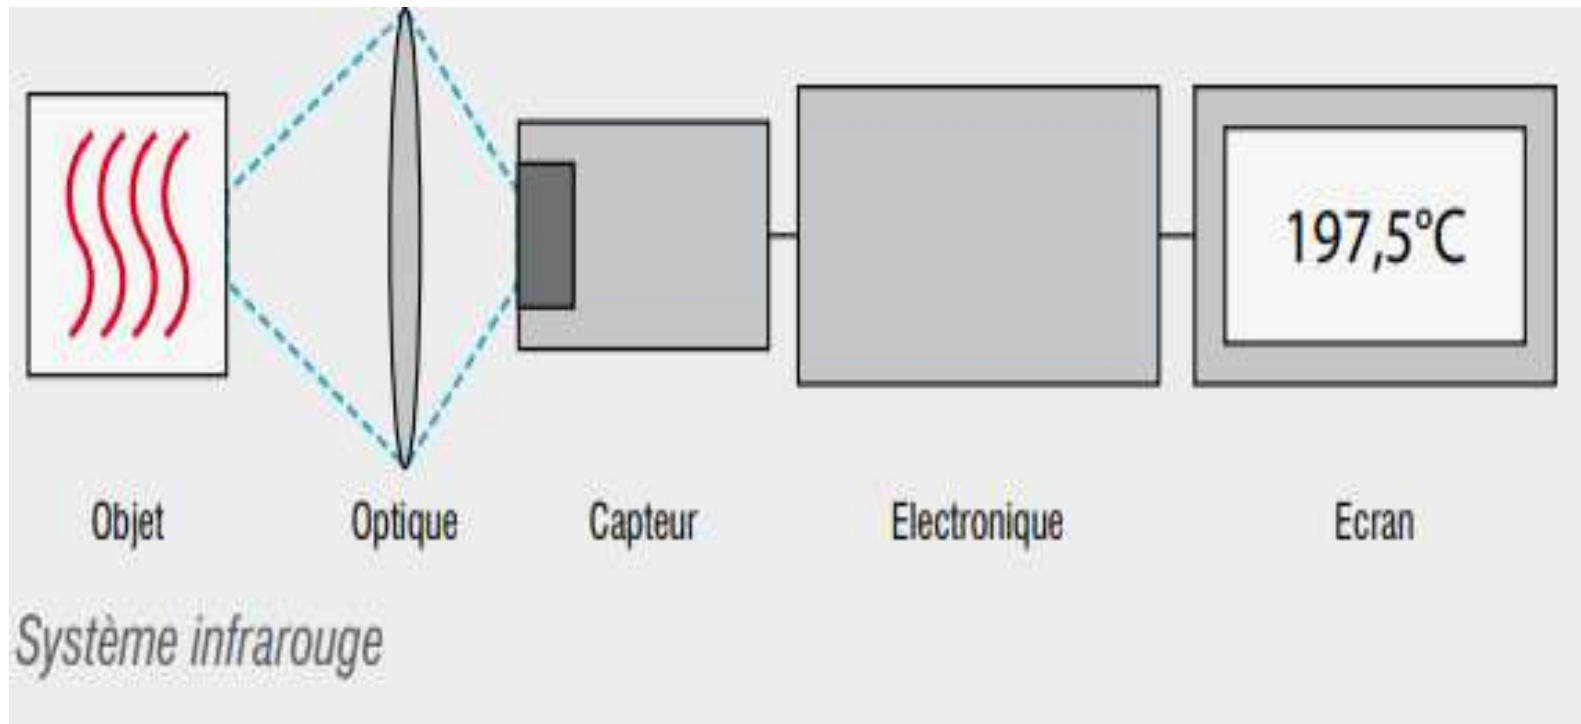 197,5°C
Objet Optique Capteur Electronique Ecran
Système infrarouge